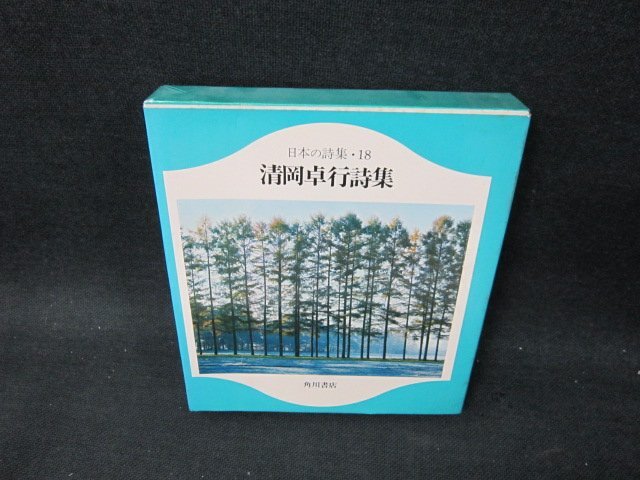 日本の詩集・18
清岡卓行詩集
角川書店